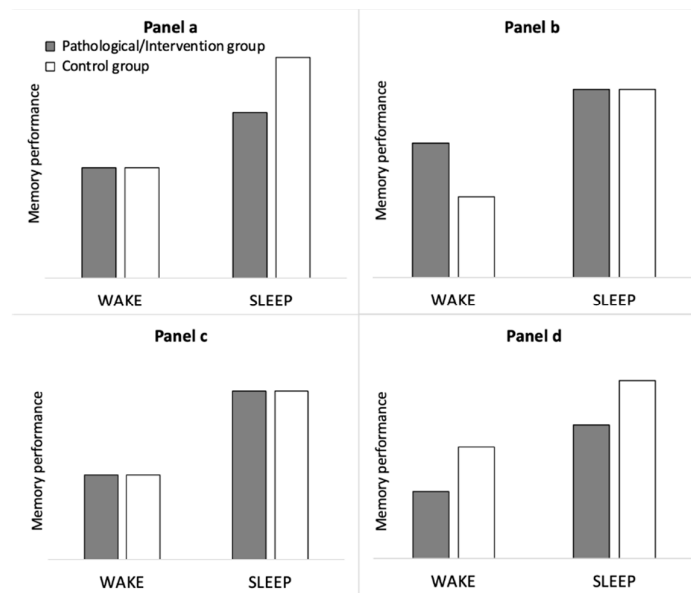 Panel a
Pathological/Intervention group
Control group
Memory performance
WAKE SLEEP
Panel b
Memory performance
WAKE SLEEP
Panel c
Memory performance
WAKE SLEEP
Panel d
Memory performance
WAKE SLEEP